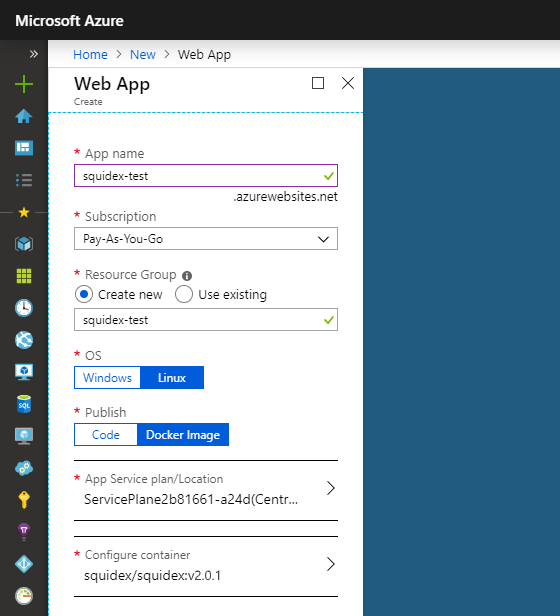 Microsoft Azure
»
Home > New > Web App
Web App
Create
* App name
squidex-test
.azurewebsites.net
* Subscription
Pay-As-You-Go
* Resource Group
Create new Use existing
squidex-test
* OS
Windows Linux
* Publish
Code Docker Image
* App Service plan/Location
ServicePlane2b81661-a24d(Centr...
* Configure container
squidex/squidex:v2.0.1
SQL